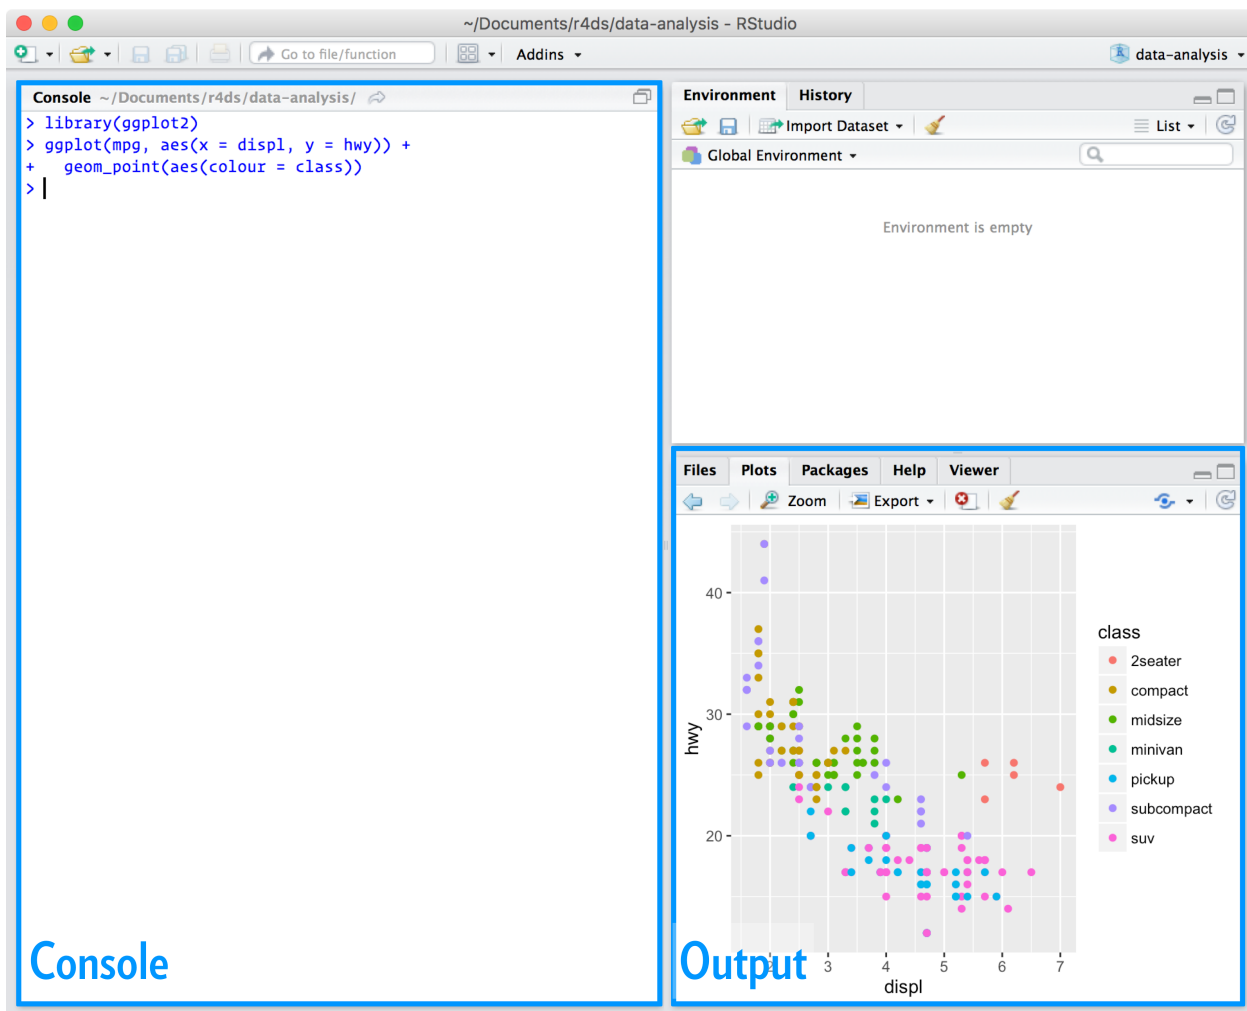 ~/Documents/r4ds/data-analysis - RStudio
Go to file/function
Addins
data-analysis
Console ~/Documents/r4ds/data-analysis/
> library(ggplot2)
> ggplot(mpg, aes(x = displ, y = hwy)) +
+   geom_point(aes(colour = class))
>
Console
Environment History
Import Dataset
List
Global Environment
Environment is empty
Files Plots Packages Help Viewer
Zoom Export
40
30
20
hwy
2 3 4 5 6 7
displ
class
2seater
compact
midsize
minivan
pickup
subcompact
suv
Output